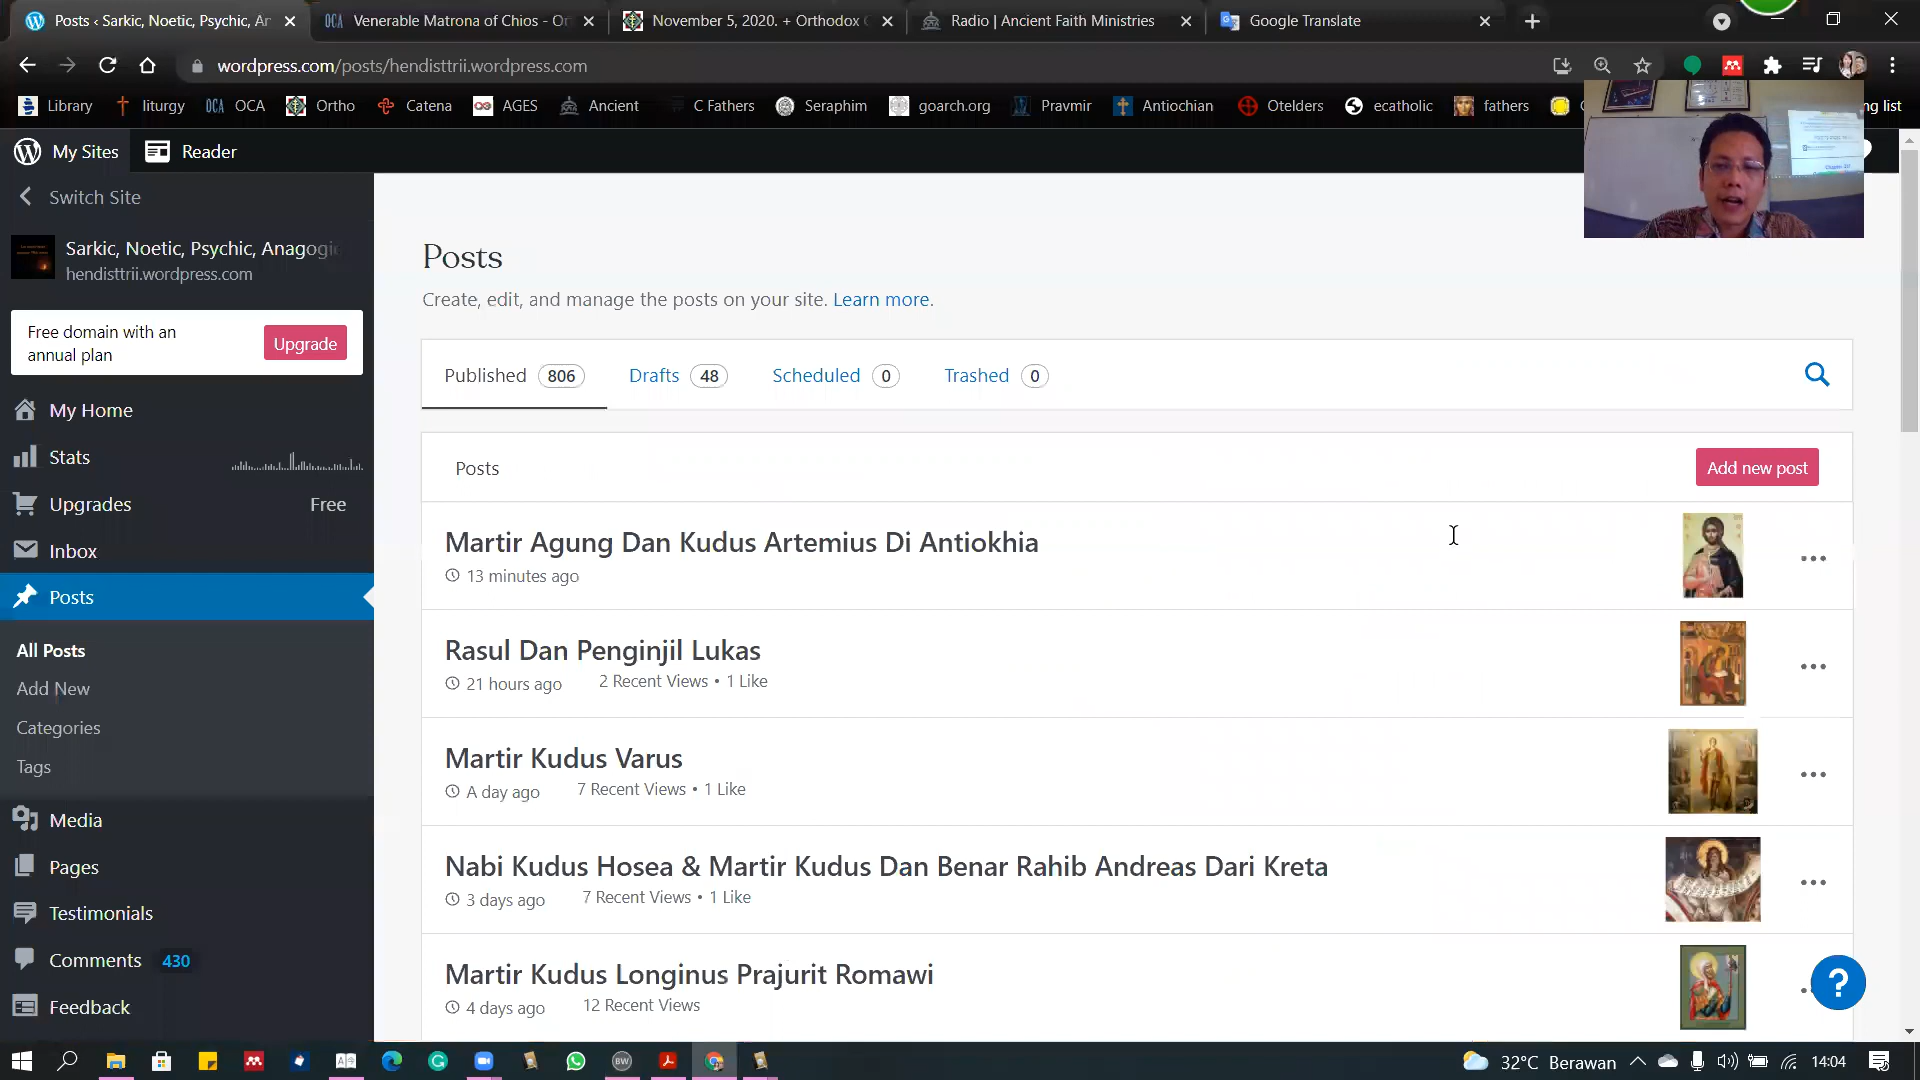 Posts ‹ Sarkic, Noetic, Psychic, Ar
OCA Venerable Matrona of Chios - Or
November 5, 2020. + Orthodox C
Radio | Ancient Faith Ministries
Google Translate
wordpress.com/posts/hendisttrii.wordpress.com
Library liturgy OCA OCA Ortho Catena AGES Ancient C Fathers Seraphim goarch.org Pravmir Antiochian Otelders ecatholic fathers
My Sites Reader
Switch Site
Sarkic, Noetic, Psychic, Anagogic
hendisttrii.wordpress.com
Free domain with an
annual plan
Upgrade
My Home
Stats
Upgrades Free
Inbox
Posts
All Posts
Add New
Categories
Tags
Media
Pages
Testimonials
Comments 430
Feedback
Posts
Create, edit, and manage the posts on your site. Learn more.
Published 806 Drafts 48 Scheduled 0 Trashed 0
Posts Add new post
Martir Agung Dan Kudus Artemius Di Antiokhia
13 minutes ago
Rasul Dan Penginjil Lukas
21 hours ago 2 Recent Views • 1 Like
Martir Kudus Varus
A day ago 7 Recent Views • 1 Like
Nabi Kudus Hosea & Martir Kudus Dan Benar Rahib Andreas Dari Kreta
3 days ago 7 Recent Views • 1 Like
Martir Kudus Longinus Prajurit Romawi
4 days ago 12 Recent Views
?
BW
32°C Berawan 14:04